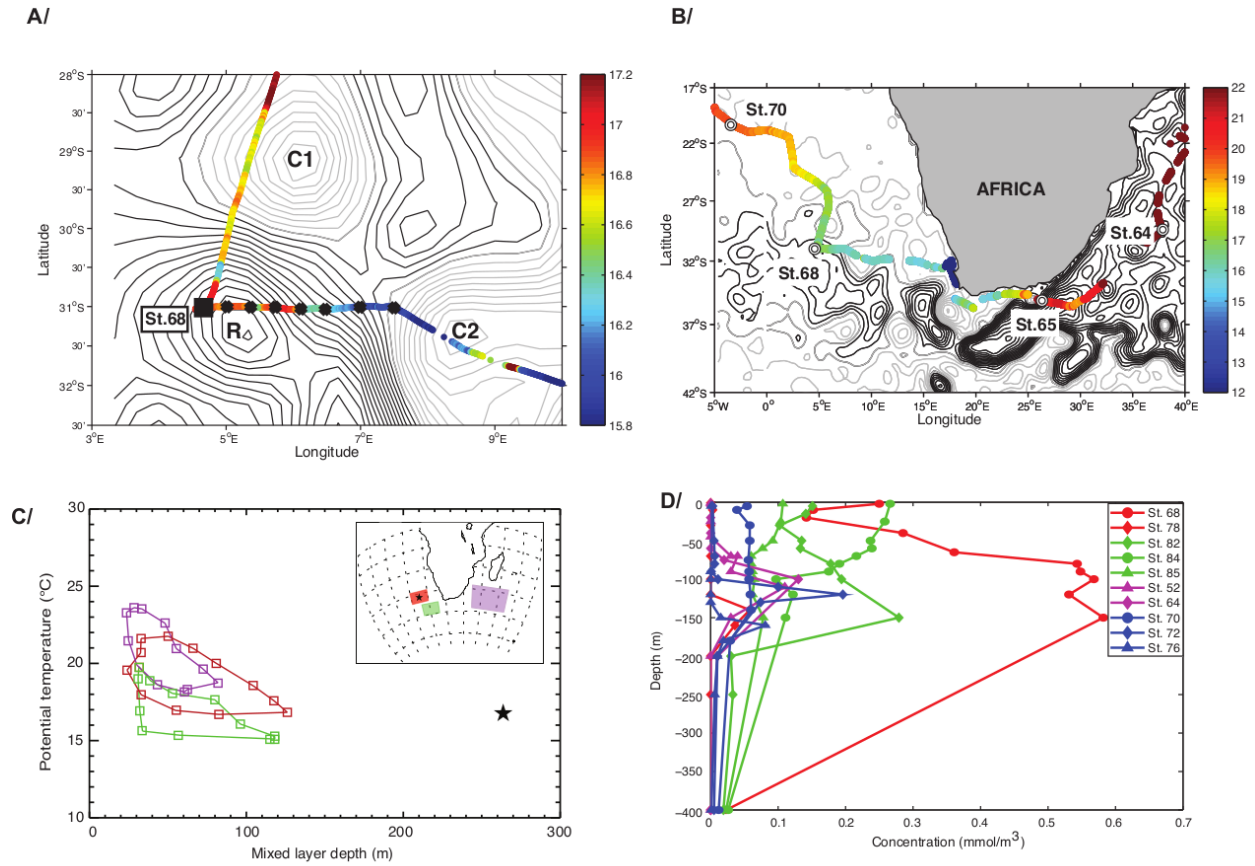 A/
28°S
30'
29°S
30'
30°S
30'
31°S
30'
32°S
30'
Latitude
3°E
5°E
7°E
9°E
Longitude
C1
St.68
R
C2
17.2
17
16.8
16.6
16.4
16.2
16
15.8
B/
17°S
22°S
27°S
32°S
37°S
42°S
Latitude
5°W
0°
5°E
10°E
15°E
20°E
25°E
30°E
35°E
40°E
Longitude
St.70
AFRICA
St.64
St.68
St.65
22
21
20
19
18
17
16
15
14
13
12
C/
30
25
20
15
10
Potential temperature (°C)
0
100
200
300
Mixed layer depth (m)
D/
0
−50
−100
−150
−200
−250
−300
−350
−400
Depth (m)
0
0.1
0.2
0.3
0.4
0.5
0.6
0.7
Concentration (mmol/m³)
St. 68
St. 78
St. 82
St. 84
St. 85
St. 52
St. 64
St. 70
St. 72
St. 76